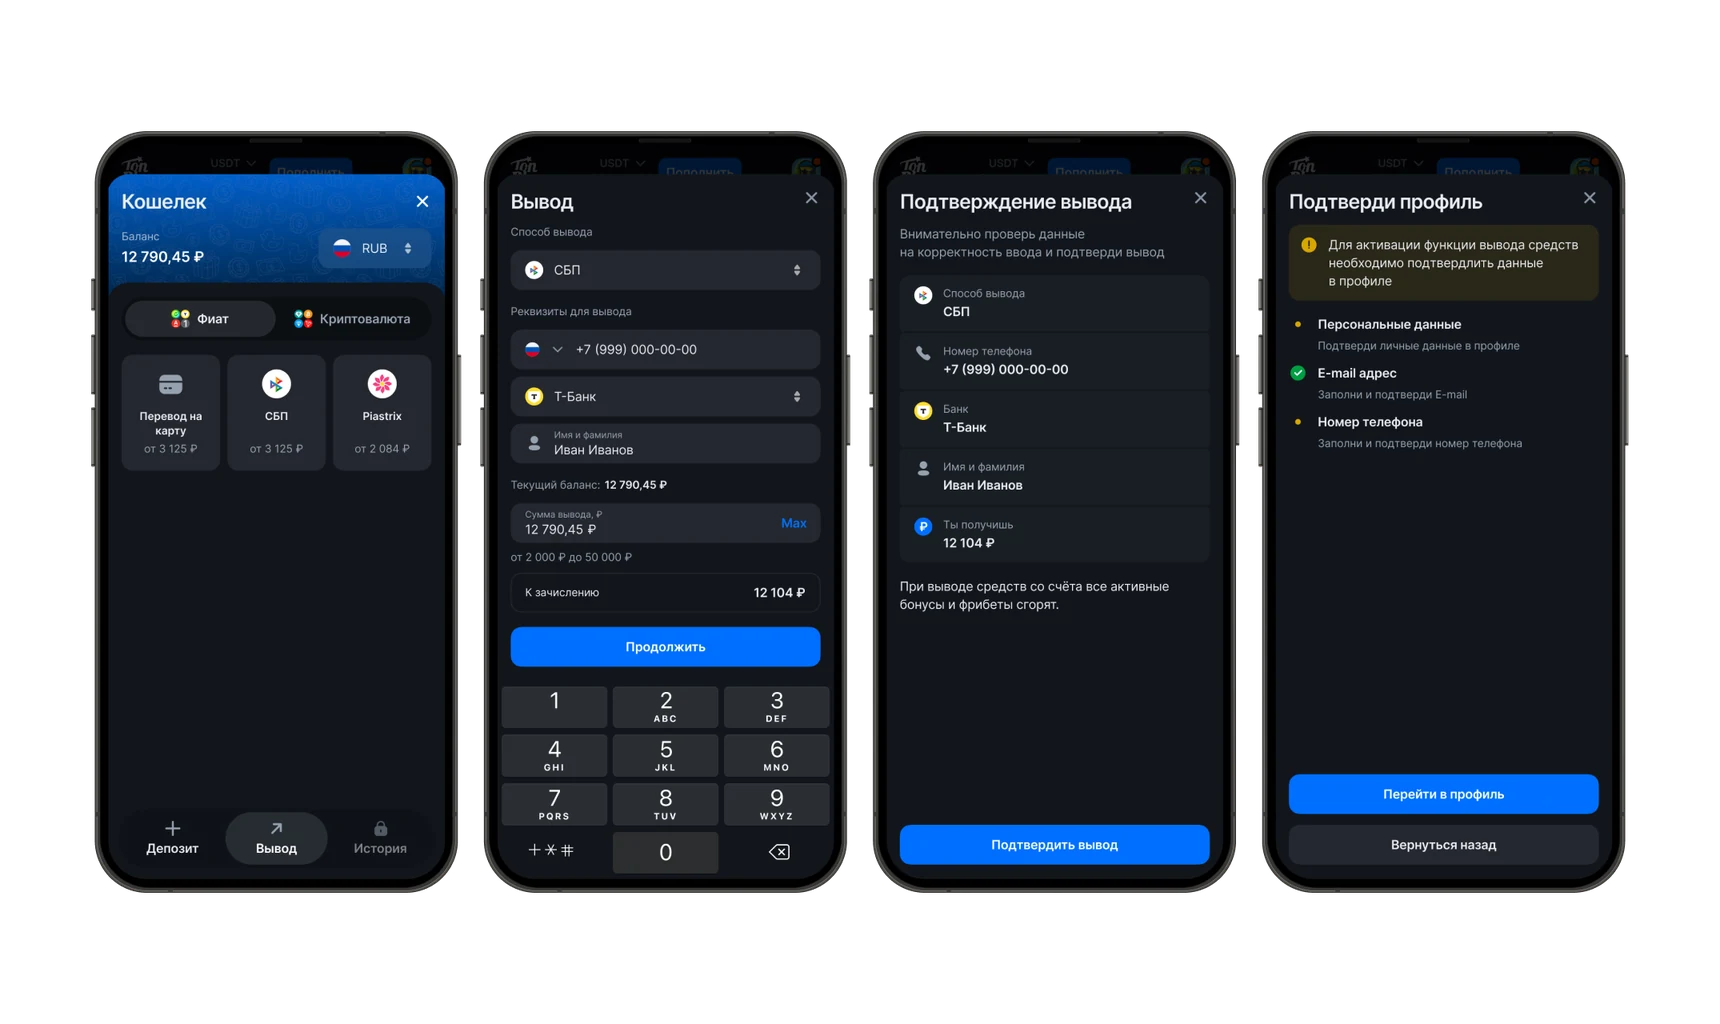 Топ
USDT
Пополнить
Кошелек
Баланс
12 790,45 ₽
RUB
Фиат
Криптовалюта
Перевод на
карту
от 3 125 ₽
СБП
от 3 125 ₽
Piastrix
от 2 084 ₽
Депозит
Вывод
История
Топ
USDT
Пополнить
Вывод
Способ вывода
СБП
Реквизиты для вывода
+7 (999) 000-00-00
Т-Банк
Имя и фамилия
Иван Иванов
Текущий баланс: 12 790,45 ₽
Сумма вывода, ₽
12 790,45 ₽
Max
от 2 000 ₽ до 50 000 ₽
К зачислению
12 104 ₽
Продолжить
1
2
ABC
3
DEF
4
GHI
5
JKL
6
MNO
7
PQRS
8
TUV
9
WXYZ
+*#
0
Топ
USDT
Пополнить
Подтверждение вывода
Внимательно проверь данные
на корректность ввода и подтверди вывод
Способ вывода
СБП
Номер телефона
+7 (999) 000-00-00
Банк
Т-Банк
Имя и фамилия
Иван Иванов
Ты получишь
12 104 ₽
При выводе средств со счёта все активные
бонусы и фрибеты сгорят.
Подтвердить вывод
Топ
USDT
Пополнить
Подтверди профиль
Для активации функции вывода средств
необходимо подтвердлить данные
в профиле
Персональные данные
Подтверди личные данные в профиле
E-mail адрес
Заполни и подтверди E-mail
Номер телефона
Заполни и подтверди номер телефона
Перейти в профиль
Вернуться назад